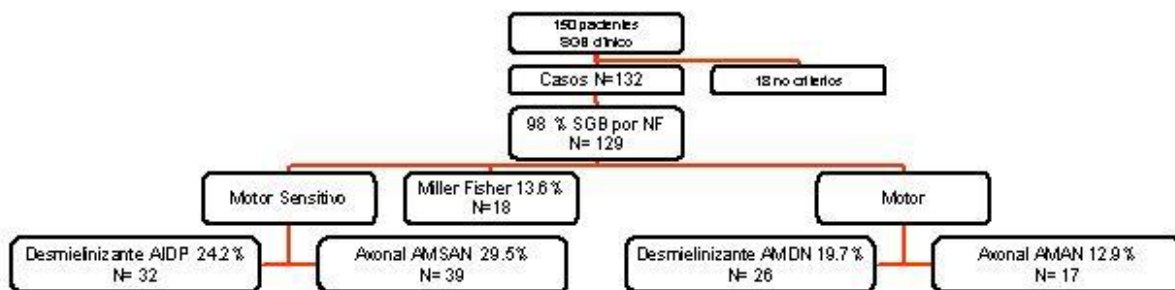 150 pacientes
SGB clínico
Casos N=132
18 no criterios
98 % SGB por NF
N= 129
Motor Sensitivo
Miller Fisher 13.6%
N=18
Motor
Desmielinizante AIDP 24.2%
N= 32
Axonal AMSAN 29.5%
N= 39
Desmielinizante AMDN 19.7%
N= 26
Axonal AMAN 12.9%
N= 17